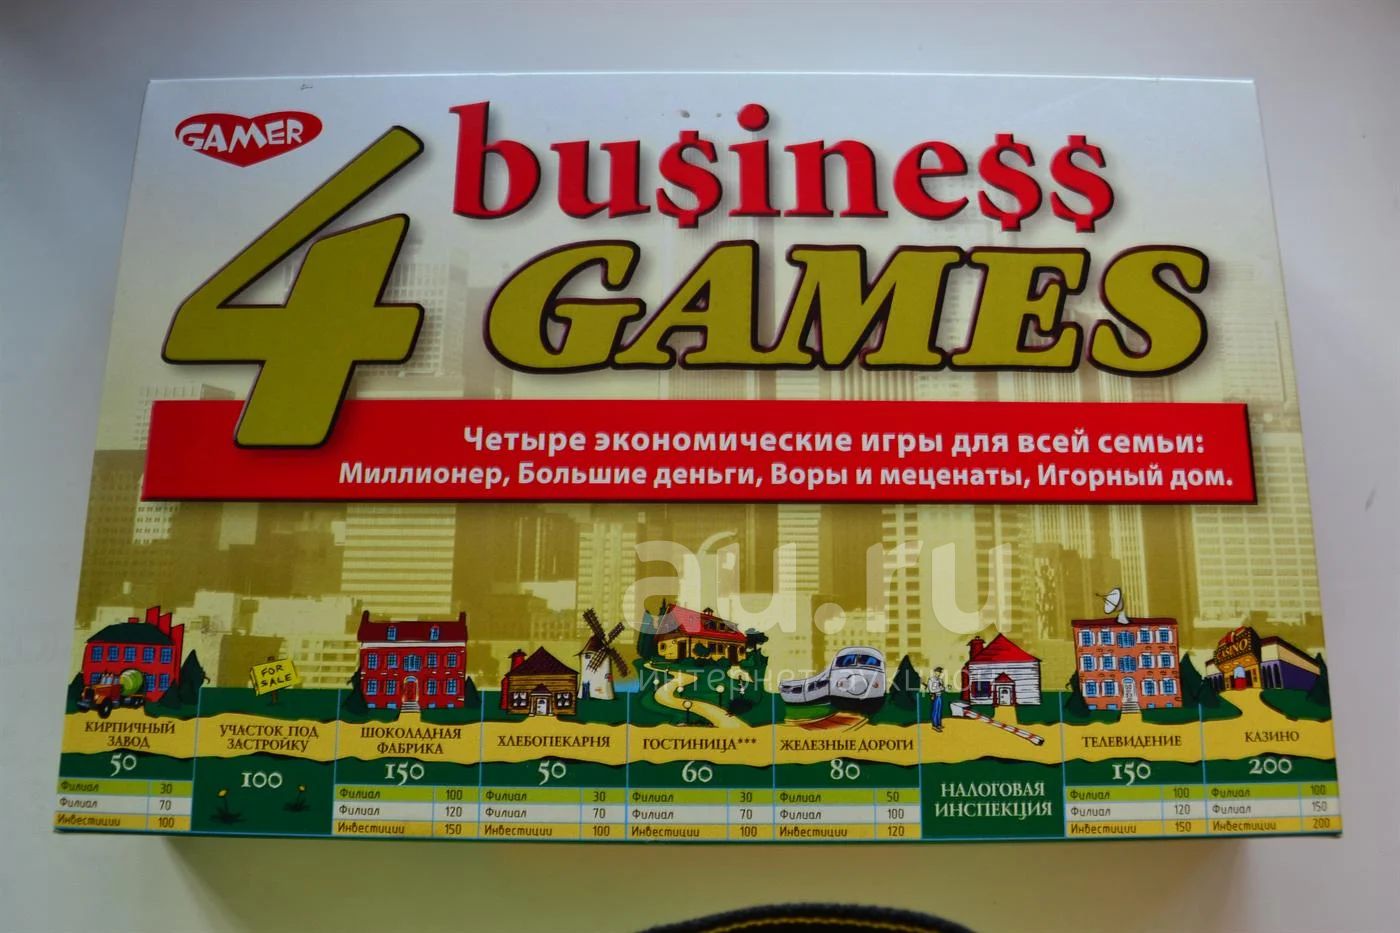 GAMER
4
bu$ine$$
GAMES
Четыре экономические игры для всей семьи:
Миллионер, Большие деньги, Воры и меценаты, Игорный дом.
au.ru
интернет-аукцион
FOR
SALE
CASINO
КИРПИЧНЫЙ
ЗАВОД
50
Филиал 30
Филиал 70
Инвестиции 100
УЧАСТОК ПОД
ЗАСТРОЙКУ
100
ШОКОЛАДНАЯ
ФАБРИКА
150
Филиал 100
Филиал 120
Инвестиции 150
ХЛЕБОПЕКАРНЯ
50
Филиал 30
Филиал 70
Инвестиции 100
ГОСТИНИЦА***
60
Филиал 30
Филиал 70
Инвестиции 100
ЖЕЛЕЗНЫЕ ДОРОГИ
80
Филиал 50
Филиал 100
Инвестиции 120
НАЛОГОВАЯ
ИНСПЕКЦИЯ
ТЕЛЕВИДЕНИЕ
150
Филиал 100
Филиал 120
Инвестиции 150
КАЗИНО
200
Филиал 100
Филиал 150
Инвестиции 200